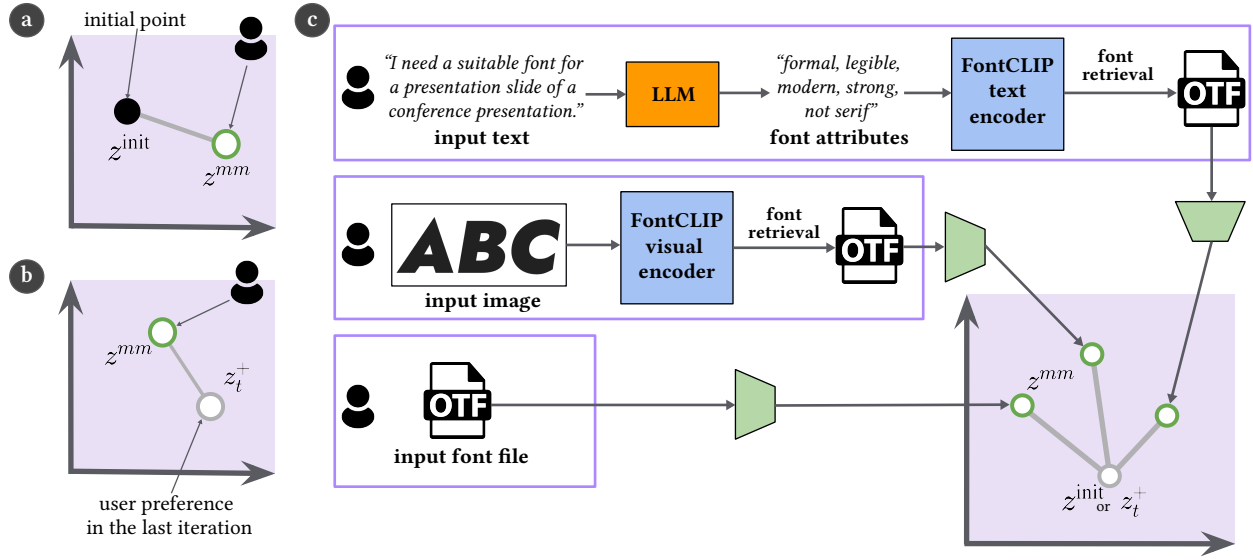 a
initial point
z^init
z^mm
b
z^mm
z_t^+
user preference
in the last iteration
c
“I need a suitable font for
a presentation slide of a
conference presentation.”
input text
LLM
“formal, legible,
modern, strong,
not serif”
font attributes
FontCLIP
text
encoder
font
retrieval
OTF
ABC
input image
FontCLIP
visual
encoder
font
retrieval
OTF
OTF
input font file
z^mm
z^init or z_t^+